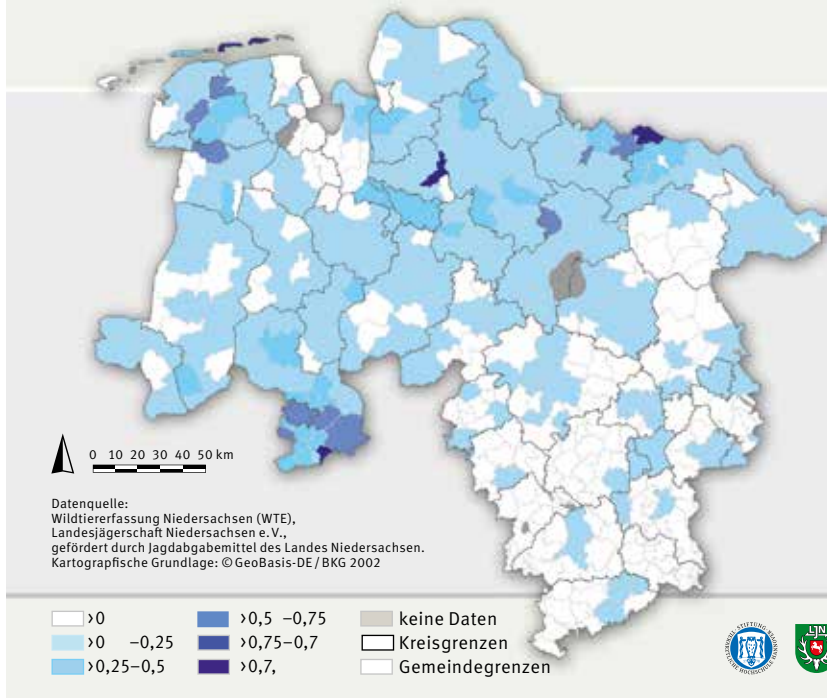 0 10 20 30 40 50 km
Datenquelle:
Wildtiererfassung Niedersachsen (WTE),
Landesjägerschaft Niedersachsen e.V.,
gefördert durch Jagdabgabemittel des Landes Niedersachsen.
Kartografische Grundlage: © GeoBasis-DE / BKG 2002
>0
>0 –0,25
>0,25–0,5
>0,5 –0,75
>0,75–0,7
>0,7,
keine Daten
Kreisgrenzen
Gemeindegrenzen
LJN